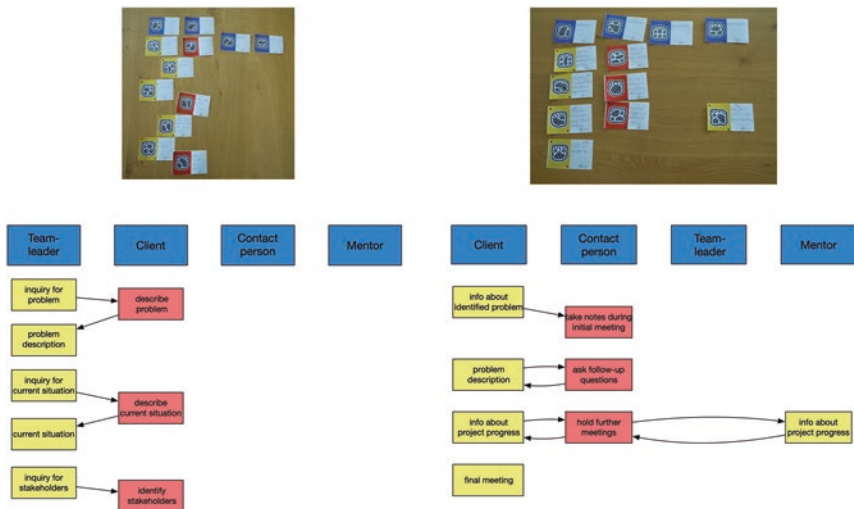 Team-
leader
Client
Contact
person
Mentor
inquiry for
problem
describe
problem
problem
description
inquiry for
current situation
describe
current situation
current situation
inquiry for
stakeholders
identify
stakeholders
Client
Contact
person
Team-
leader
Mentor
info about
identified problem
take notes during
initial meeting
problem
description
ask follow-up
questions
info about
project progress
hold further
meetings
info about
project progress
final meeting